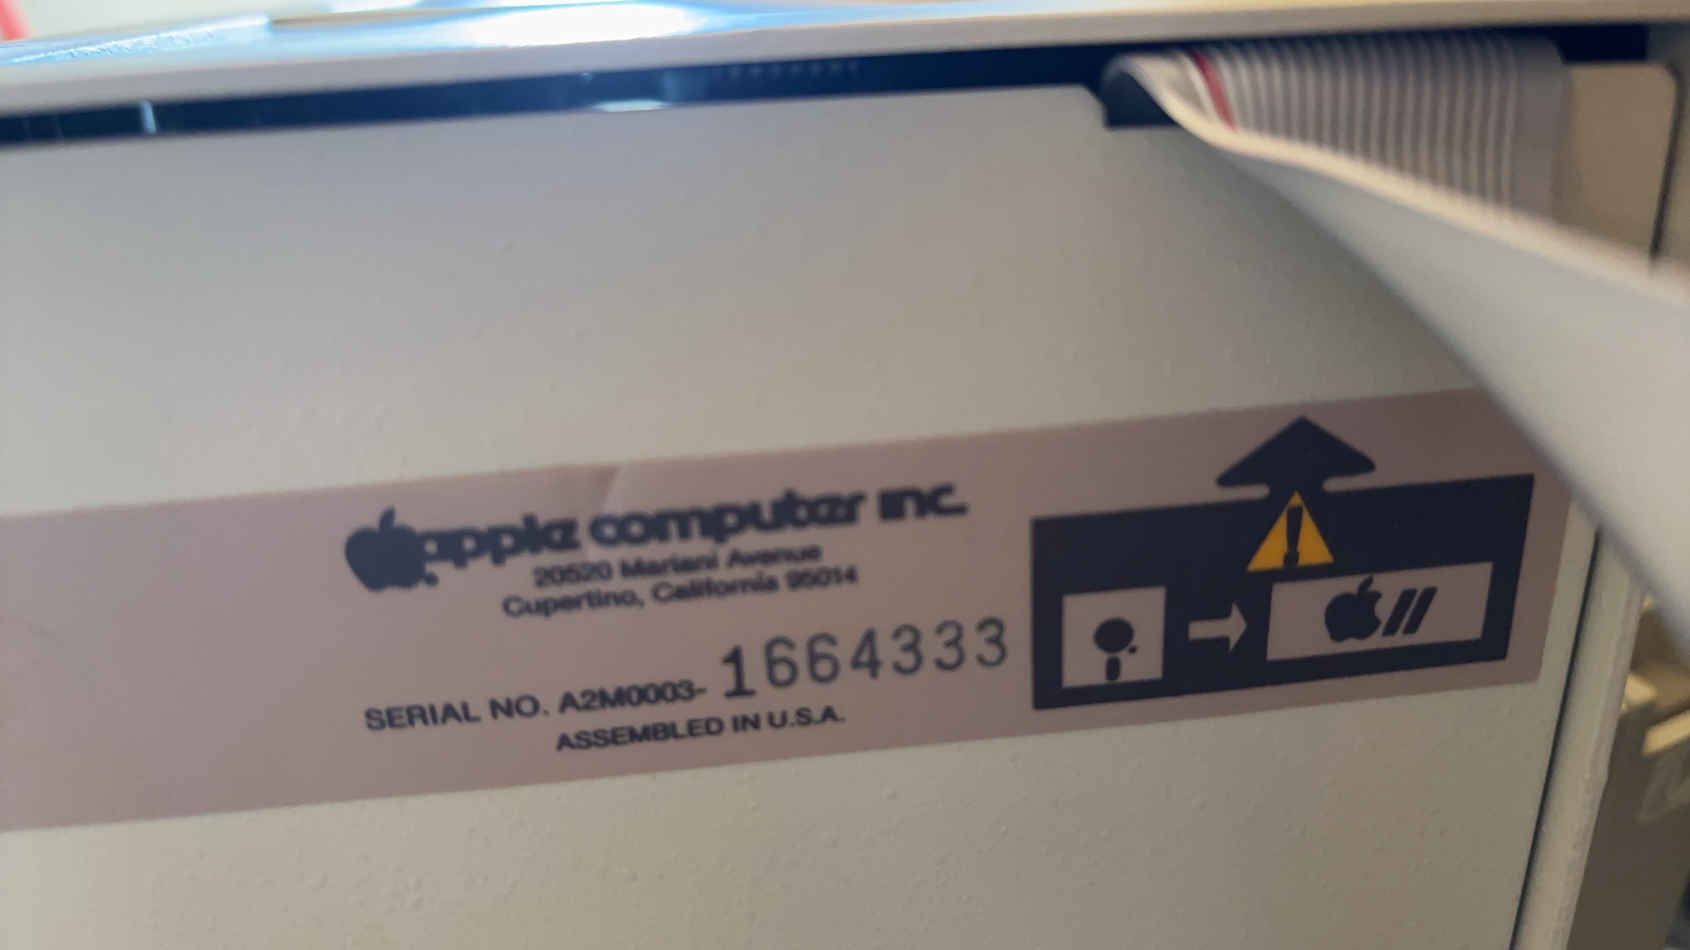 apple computer inc.
20520 Mariani Avenue
Cupertino, California 95014
SERIAL NO. A2M0003- 1664333
ASSEMBLED IN U.S.A.
//